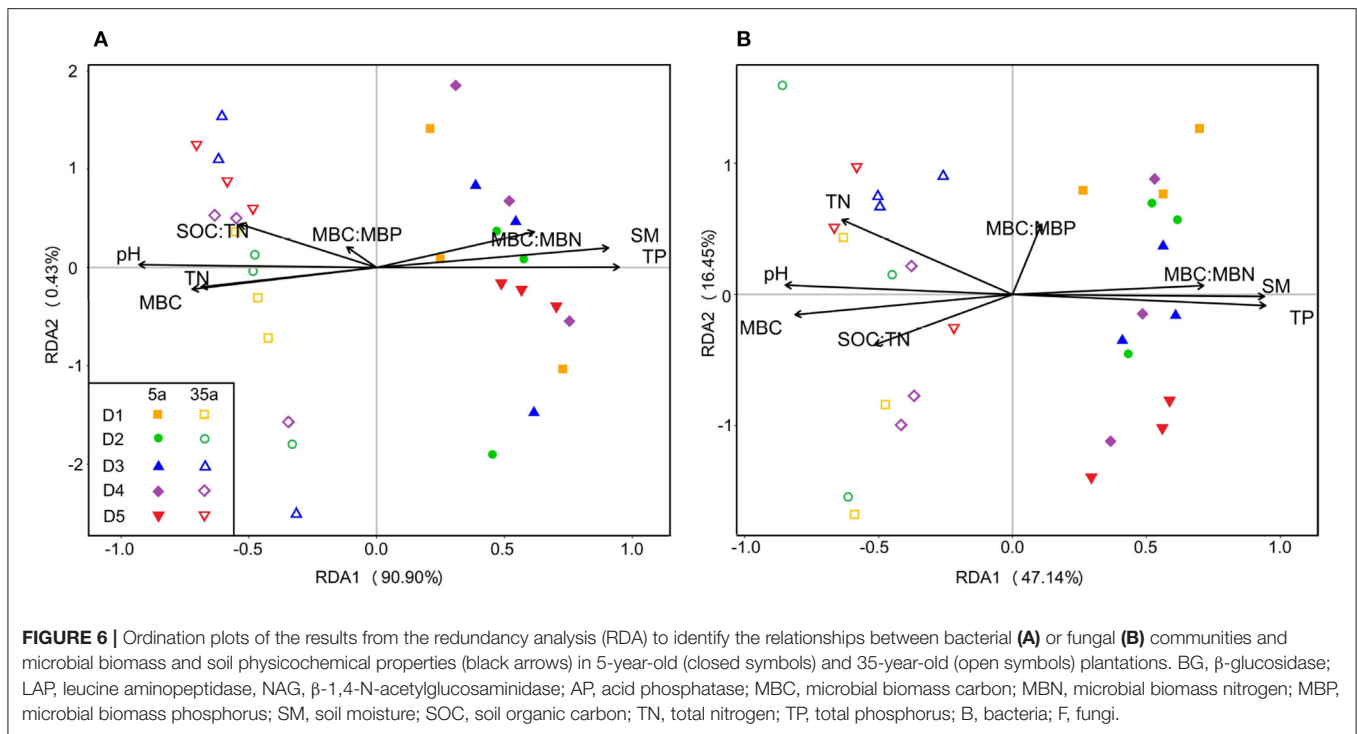 A
2
1
0
-1
-2
RDA2 ( 0.43%)
SOC:TN
MBC:MBP
MBC:MBN
SM
TP
pH
TN
MBC
5a 35a
D1
D2
D3
D4
D5
-1.0 -0.5 0.0 0.5 1.0
RDA1 ( 90.90%)
B
1
0
-1
RDA2 ( 16.45%)
TN
MBC:MBP
pH
MBC:MBN
SM
MBC
TP
SOC:TN
-1.0 -0.5 0.0 0.5 1.0
RDA1 ( 47.14%)
FIGURE 6 | Ordination plots of the results from the redundancy analysis (RDA) to identify the relationships between bacterial (A) or fungal (B) communities and
microbial biomass and soil physicochemical properties (black arrows) in 5-year-old (closed symbols) and 35-year-old (open symbols) plantations. BG, β-glucosidase;
LAP, leucine aminopeptidase, NAG, β-1,4-N-acetylglucosaminidase; AP, acid phosphatase; MBC, microbial biomass carbon; MBN, microbial biomass nitrogen; MBP,
microbial biomass phosphorus; SM, soil moisture; SOC, soil organic carbon; TN, total nitrogen; TP, total phosphorus; B, bacteria; F, fungi.